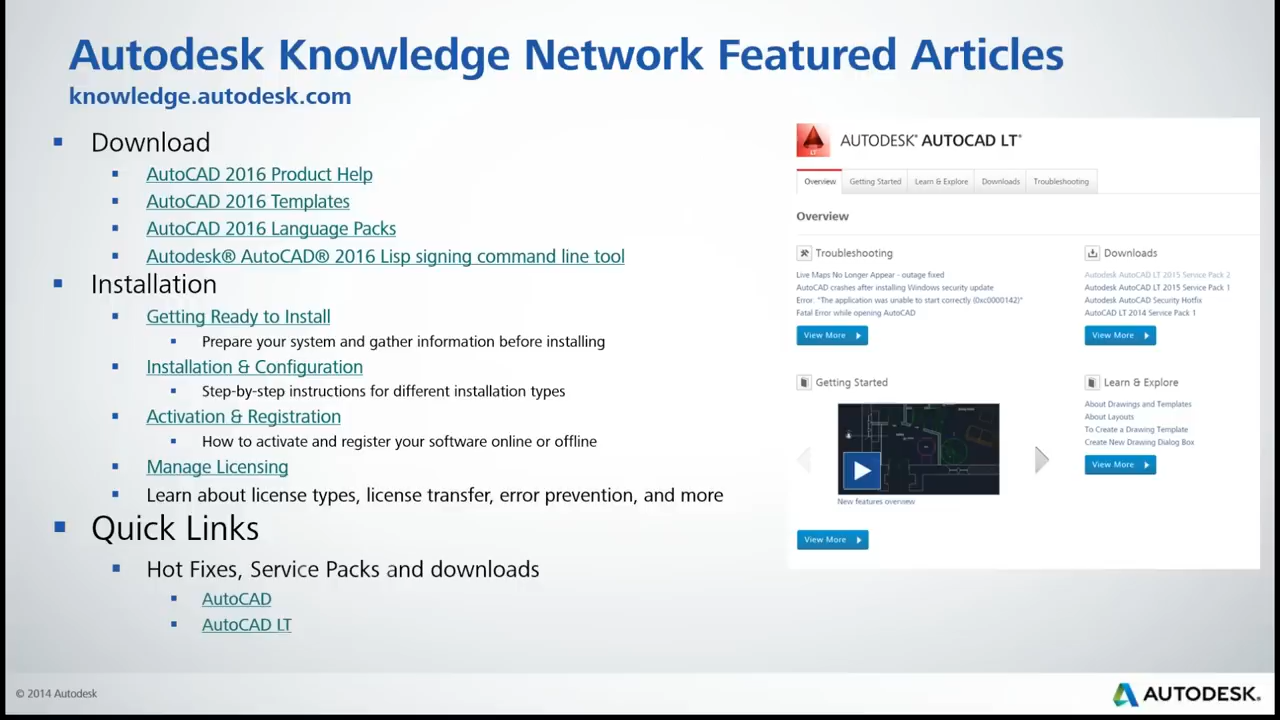 Autodesk Knowledge Network Featured Articles
knowledge.autodesk.com
Download
AutoCAD 2016 Product Help
AutoCAD 2016 Templates
AutoCAD 2016 Language Packs
Autodesk® AutoCAD® 2016 Lisp signing command line tool
Installation
Getting Ready to Install
Prepare your system and gather information before installing
Installation & Configuration
Step-by-step instructions for different installation types
Activation & Registration
How to activate and register your software online or offline
Manage Licensing
Learn about license types, license transfer, error prevention, and more
Quick Links
Hot Fixes, Service Packs and downloads
AutoCAD
AutoCAD LT
LT
AUTODESK® AUTOCAD LT®
Overview
Getting Started
Learn & Explore
Downloads
Troubleshooting
Overview
Troubleshooting
Live Maps No Longer Appear - outage fixed
AutoCAD crashes after installing Windows security update
Error: "The application was unable to start correctly (0xc0000142)"
Fatal Error while opening AutoCAD
View More
Downloads
Autodesk AutoCAD LT 2015 Service Pack 2
Autodesk AutoCAD LT 2015 Service Pack 1
Autodesk AutoCAD Security Hotfix
AutoCAD LT 2014 Service Pack 1
View More
Getting Started
New features overview
View More
Learn & Explore
About Drawings and Templates
About Layouts
To Create a Drawing Template
Create New Drawing Dialog Box
View More
© 2014 Autodesk
AUTODESK.